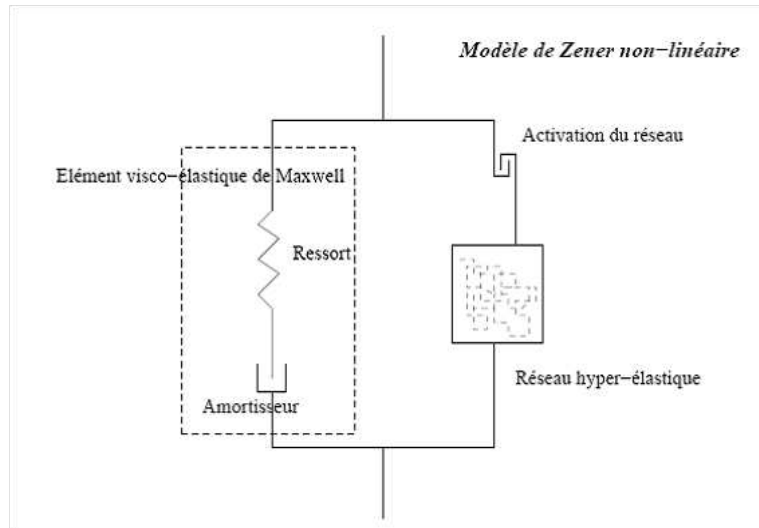 Modèle de Zener non-linéaire
Activation du réseau
Elément visco-élastique de Maxwell
Ressort
Réseau hyper-élastique
Amortisseur